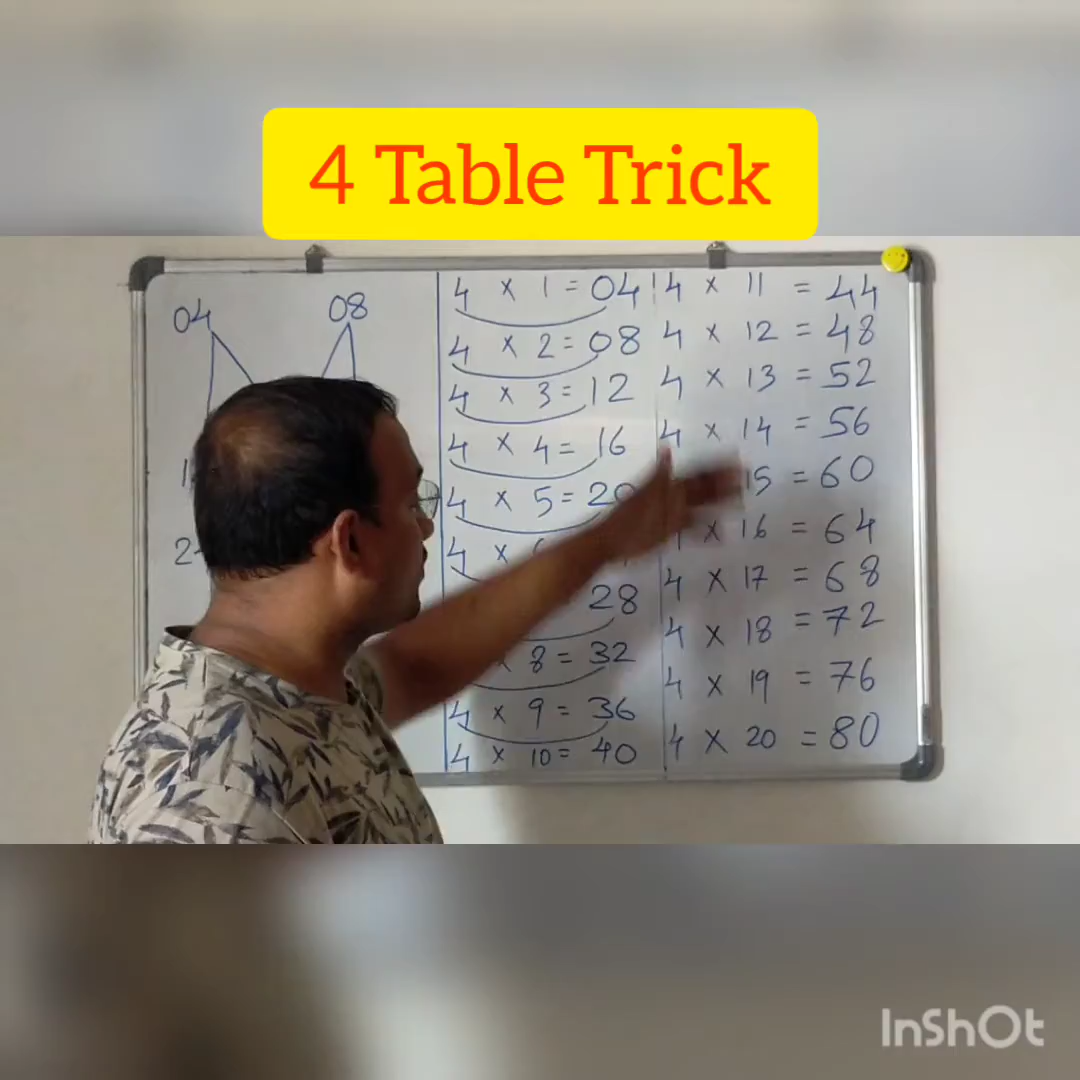 4 Table Trick
04 08
2
4 × 1 = 04
4 × 2 = 08
4 × 3 = 12
4 × 4 = 16
4 × 5 = 20
4 ×
28
× 8 = 32
4 × 9 = 36
4 × 10 = 40
4 × 11 = 44
4 × 12 = 48
4 × 13 = 52
4 × 14 = 56
15 = 60
× 16 = 64
4 × 17 = 68
4 × 18 = 72
4 × 19 = 76
4 × 20 = 80
InShOt